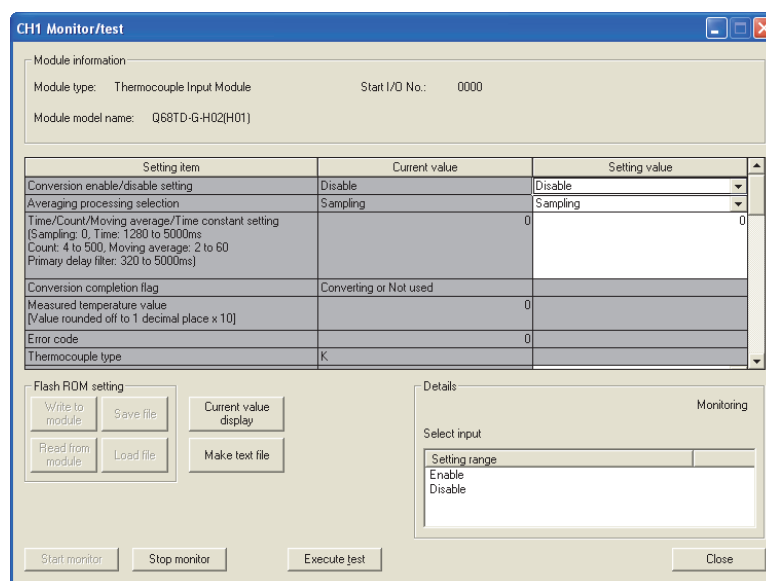 CH1 Monitor/test
Module information
Module type: Thermocouple Input Module Start I/O No.: 0000
Module model name: Q68TD-G-H02(H01)
Setting item Current value Setting value
Conversion enable/disable setting Disable Disable
Averaging processing selection Sampling Sampling
Time/Count/Moving average/Time constant setting 0 0
(Sampling: 0, Time: 1280 to 5000ms
Count: 4 to 500, Moving average: 2 to 60
Primary delay filter: 320 to 5000ms)
Conversion completion flag Converting or Not used
Measured temperature value 0
[Value rounded off to 1 decimal place x 10]
Error code 0
Thermocouple type K
Flash ROM setting
Write to
module
Save file
Current value
display
Read from
module
Load file
Make text file
Details
Monitoring
Select input
Setting range
Enable
Disable
Start monitor Stop monitor Execute test Close